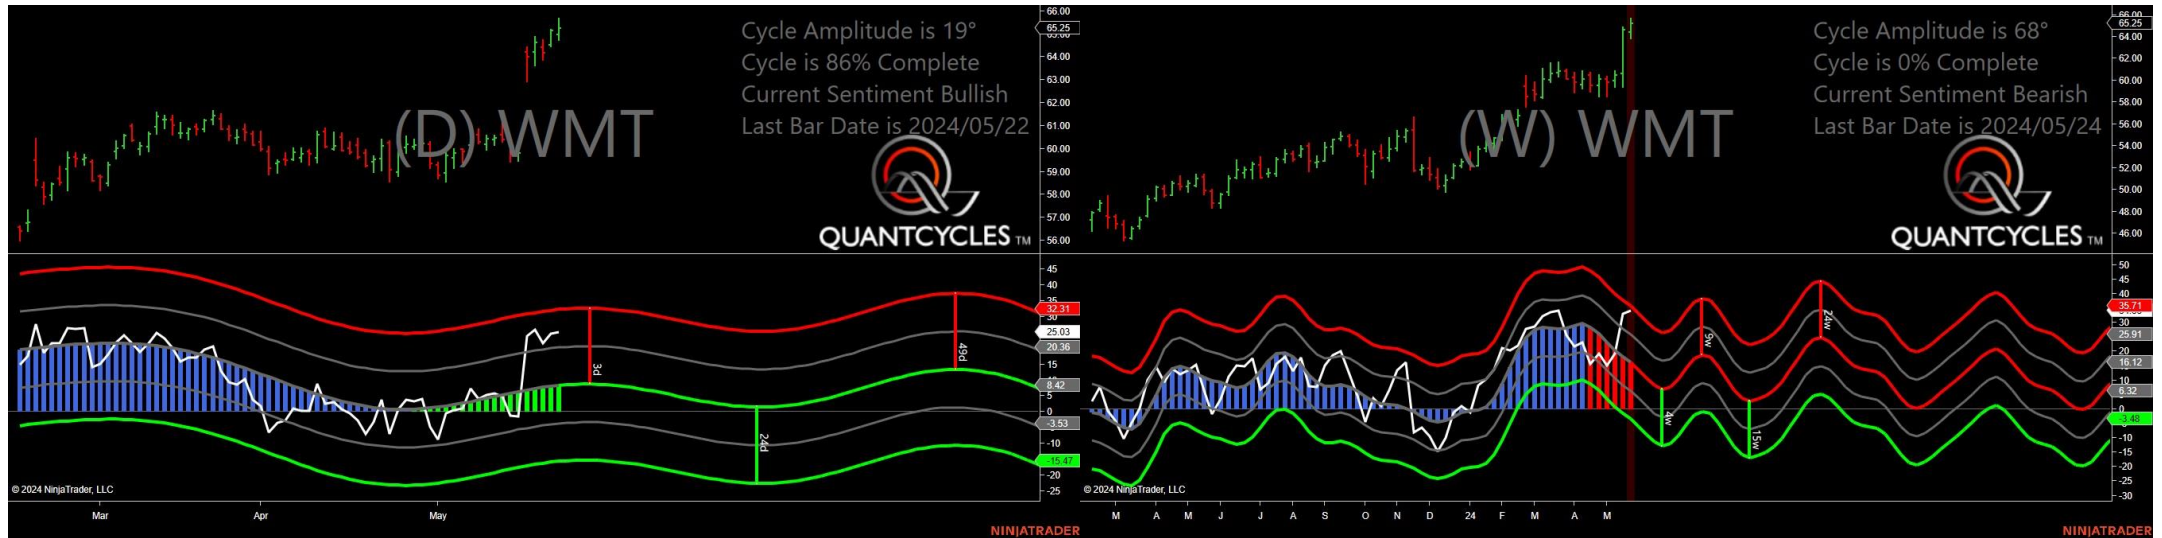 Cycle Amplitude is 19°
Cycle is 86% Complete
Current Sentiment Bullish
Last Bar Date is 2024/05/22
(D) WMT
QUANTCYCLES TM
66.00
65.25
64.00
63.00
62.00
61.00
60.00
59.00
58.00
57.00
56.00
45
40
35
32.31
30
25.03
20.36
15
8.42
5
0
-3.53
-10
-15.47
-20
-25
3d
24d
49d
© 2024 NinjaTrader, LLC
Mar Apr May
NINJATRADER
Cycle Amplitude is 68°
Cycle is 0% Complete
Current Sentiment Bearish
Last Bar Date is 2024/05/24
(W) WMT
QUANTCYCLES TM
66.00
65.25
64.00
62.00
60.00
58.00
56.00
54.00
52.00
50.00
48.00
46.00
50
45
40
35.71
30
25.91
20
16.12
10
6.32
0
-3.48
-10
-15
-20
-25
-30
4w
9w
15w
24w
© 2024 NinjaTrader, LLC
M A M J J A S O N D 24 F M A M
NINJATRADER